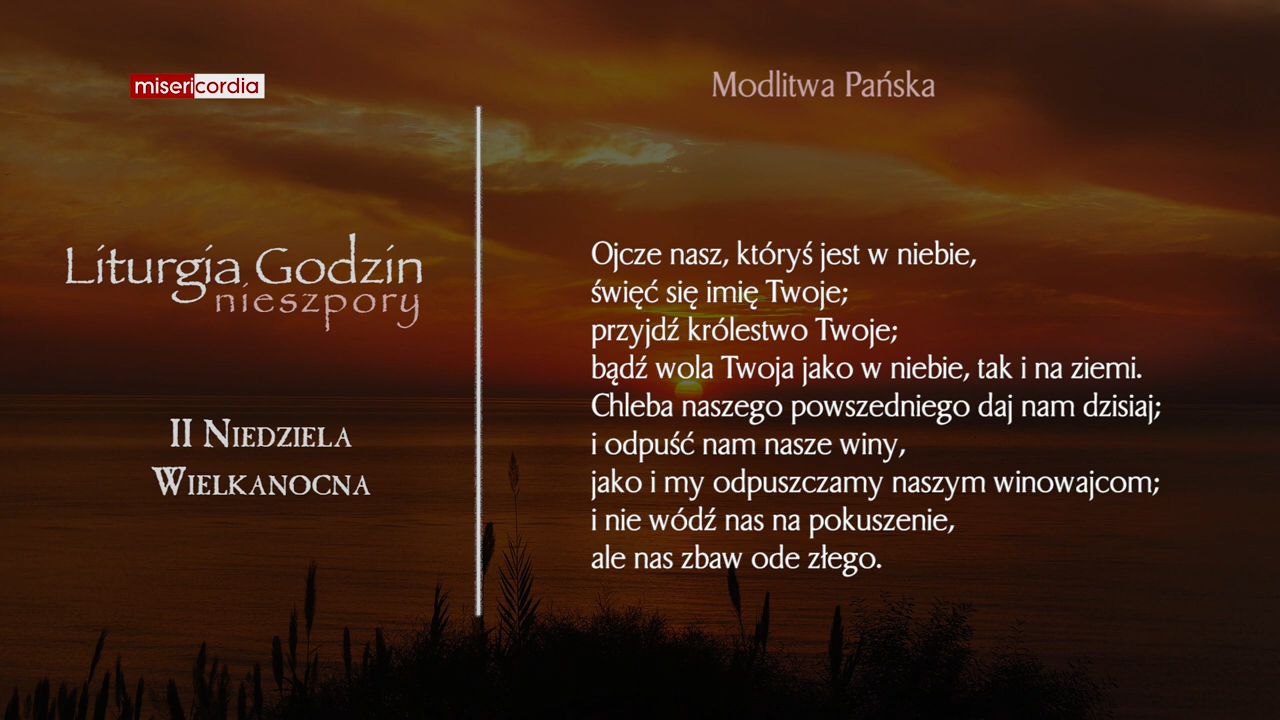 misericordia
Liturgia Godzin
nieszpory
II Niedziela
Wielkanocna
Modlitwa Pańska
Ojcze nasz, któryś jest w niebie,
święć się imię Twoje;
przyjdź królestwo Twoje;
bądź wola Twoja jako w niebie, tak i na ziemi.
Chleba naszego powszedniego daj nam dzisiaj;
i odpuść nam nasze winy,
jako i my odpuszczamy naszym winowajcom;
i nie wódź nas na pokuszenie,
ale nas zbaw ode złego.